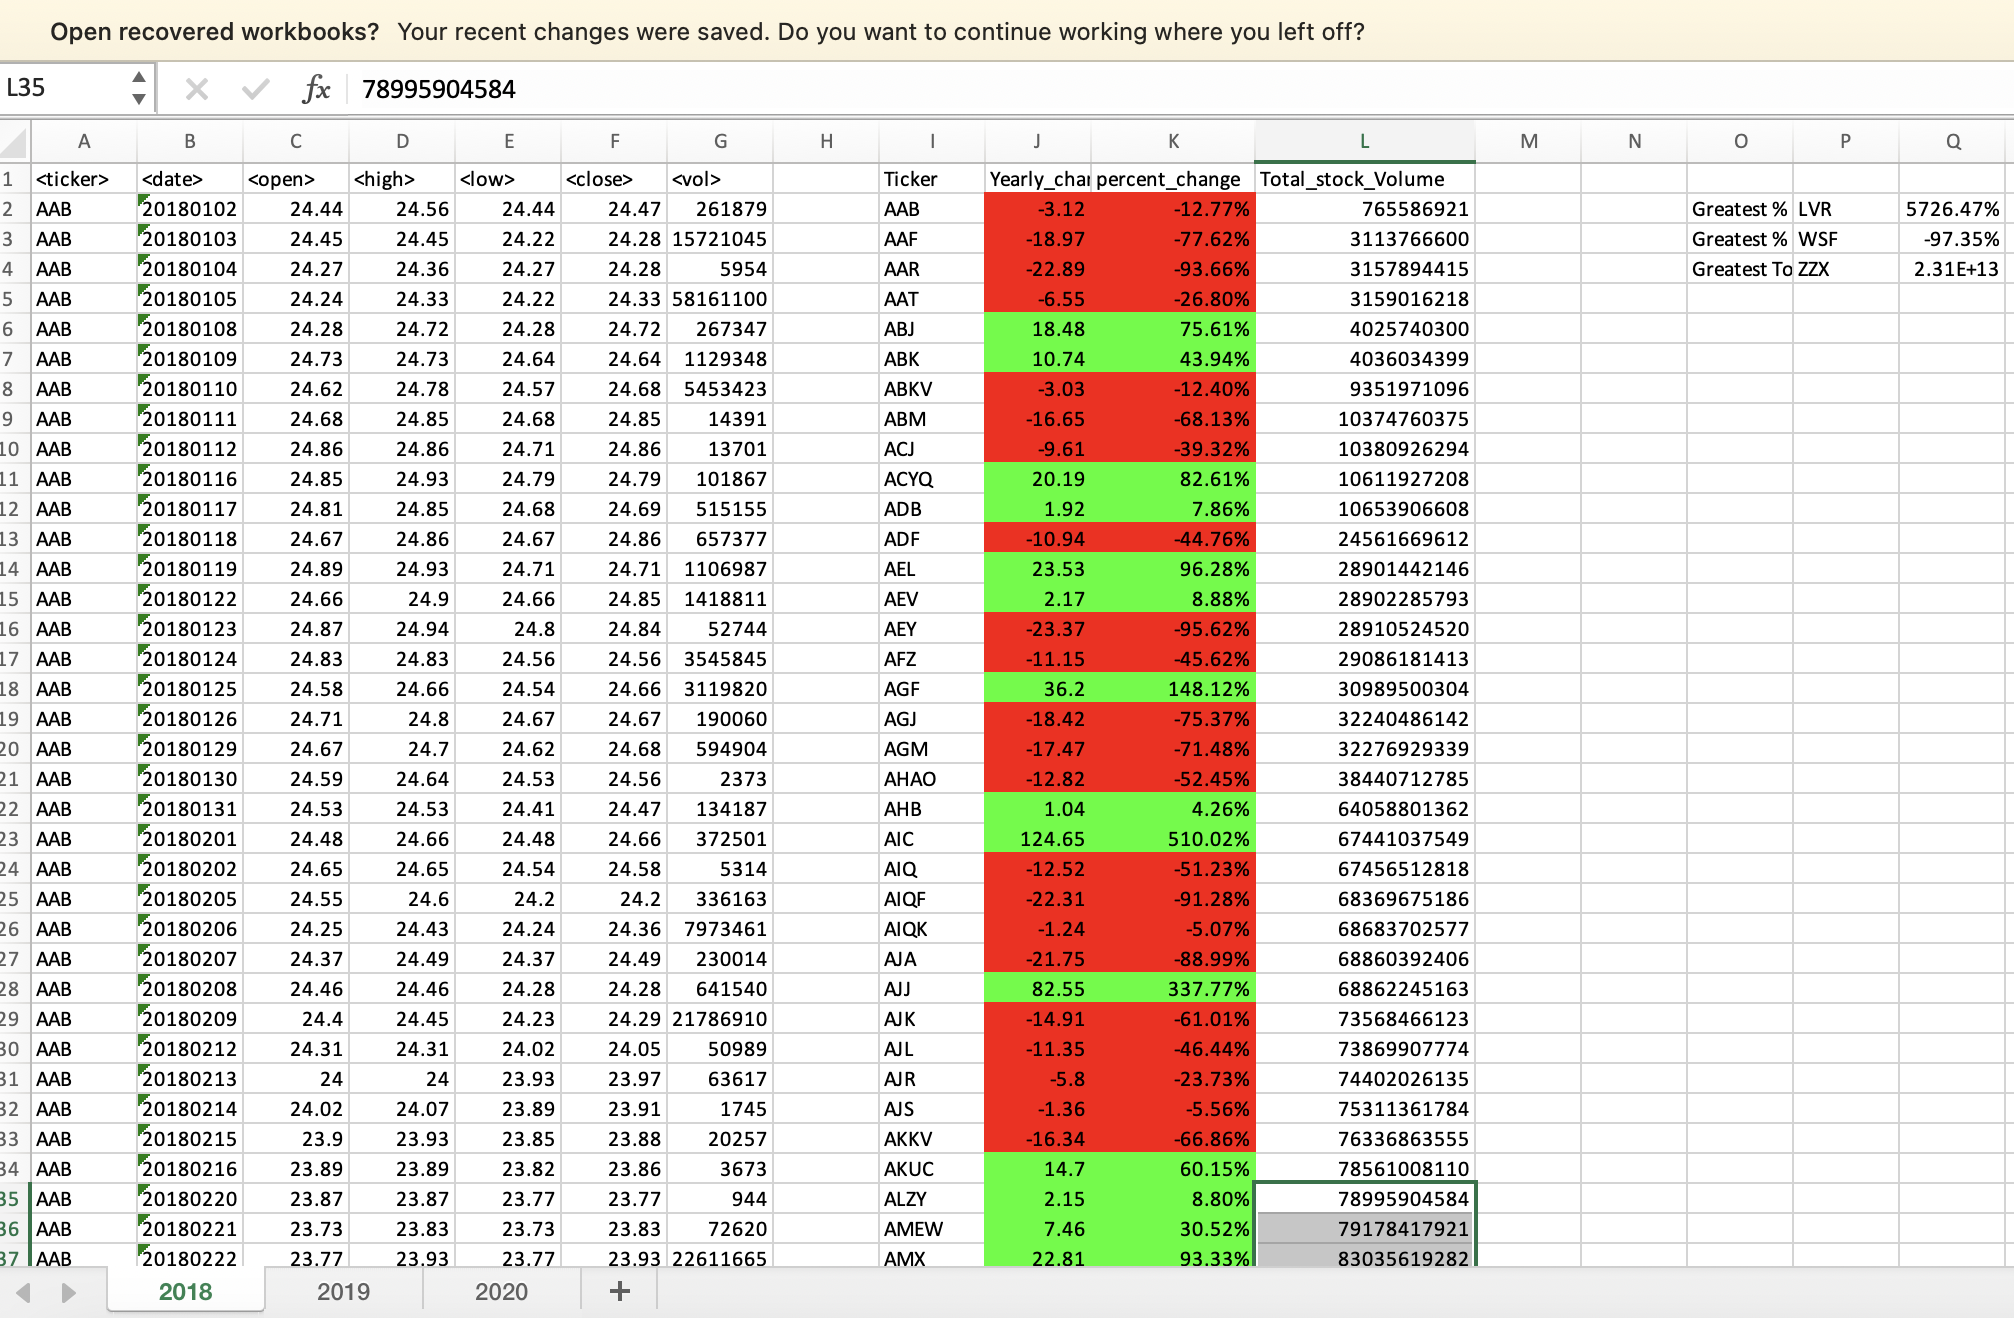 Open recovered workbooks? Your recent changes were saved. Do you want to continue working where you left off?
L35 fx 78995904584
A B C D E F G H I J K L M N O P Q
1 <ticker> <date> <open> <high> <low> <close> <vol> Ticker Yearly_char percent_change Total_stock_Volume
2 AAB 20180102 24.44 24.56 24.44 24.47 261879 AAB -3.12 -12.77% 765586921 Greatest % LVR 5726.47%
3 AAB 20180103 24.45 24.45 24.22 24.28 15721045 AAF -18.97 -77.62% 3113766600 Greatest % WSF -97.35%
4 AAB 20180104 24.27 24.36 24.27 24.28 5954 AAR -22.89 -93.66% 3157894415 Greatest To ZZX 2.31E+13
5 AAB 20180105 24.24 24.33 24.22 24.33 58161100 AAT -6.55 -26.80% 3159016218
6 AAB 20180108 24.28 24.72 24.28 24.72 267347 ABJ 18.48 75.61% 4025740300
7 AAB 20180109 24.73 24.73 24.64 24.64 1129348 ABK 10.74 43.94% 4036034399
8 AAB 20180110 24.62 24.78 24.57 24.68 5453423 ABKV -3.03 -12.40% 9351971096
9 AAB 20180111 24.68 24.85 24.68 24.85 14391 ABM -16.65 -68.13% 10374760375
10 AAB 20180112 24.86 24.86 24.71 24.86 13701 ACJ -9.61 -39.32% 10380926294
11 AAB 20180116 24.85 24.93 24.79 24.79 101867 ACYQ 20.19 82.61% 10611927208
12 AAB 20180117 24.81 24.85 24.68 24.69 515155 ADB 1.92 7.86% 10653906608
13 AAB 20180118 24.67 24.86 24.67 24.86 657377 ADF -10.94 -44.76% 24561669612
14 AAB 20180119 24.89 24.93 24.71 24.71 1106987 AEL 23.53 96.28% 28901442146
15 AAB 20180122 24.66 24.9 24.66 24.85 1418811 AEV 2.17 8.88% 28902285793
16 AAB 20180123 24.87 24.94 24.8 24.84 52744 AEY -23.37 -95.62% 28910524520
17 AAB 20180124 24.83 24.83 24.56 24.56 3545845 AFZ -11.15 -45.62% 29086181413
18 AAB 20180125 24.58 24.66 24.54 24.66 3119820 AGF 36.2 148.12% 30989500304
19 AAB 20180126 24.71 24.8 24.67 24.67 190060 AGJ -18.42 -75.37% 32240486142
20 AAB 20180129 24.67 24.7 24.62 24.68 594904 AGM -17.47 -71.48% 32276929339
21 AAB 20180130 24.59 24.64 24.53 24.56 2373 AHAO -12.82 -52.45% 38440712785
22 AAB 20180131 24.53 24.53 24.41 24.47 134187 AHB 1.04 4.26% 64058801362
23 AAB 20180201 24.48 24.66 24.48 24.66 372501 AIC 124.65 510.02% 67441037549
24 AAB 20180202 24.65 24.65 24.54 24.58 5314 AIQ -12.52 -51.23% 67456512818
25 AAB 20180205 24.55 24.6 24.2 24.2 336163 AIQF -22.31 -91.28% 68369675186
26 AAB 20180206 24.25 24.43 24.24 24.36 7973461 AIQK -1.24 -5.07% 68683702577
27 AAB 20180207 24.37 24.49 24.37 24.49 230014 AJA -21.75 -88.99% 68860392406
28 AAB 20180208 24.46 24.46 24.28 24.28 641540 AJJ 82.55 337.77% 68862245163
29 AAB 20180209 24.4 24.45 24.23 24.29 21786910 AJK -14.91 -61.01% 73568466123
30 AAB 20180212 24.31 24.31 24.02 24.05 50989 AJL -11.35 -46.44% 73869907774
31 AAB 20180213 24 24 23.93 23.97 63617 AJR -5.8 -23.73% 74402026135
32 AAB 20180214 24.02 24.07 23.89 23.91 1745 AJS -1.36 -5.56% 75311361784
33 AAB 20180215 23.9 23.93 23.85 23.88 20257 AKKV -16.34 -66.86% 76336863555
34 AAB 20180216 23.89 23.89 23.82 23.86 3673 AKUC 14.7 60.15% 78561008110
35 AAB 20180220 23.87 23.87 23.77 23.77 944 ALZY 2.15 8.80% 78995904584
36 AAB 20180221 23.73 23.83 23.73 23.83 72620 AMEW 7.46 30.52% 79178417921
37 AAB 20180222 23.77 23.93 23.77 23.93 22611665 AMX 22.81 93.33% 83035619282
2018 2019 2020 +